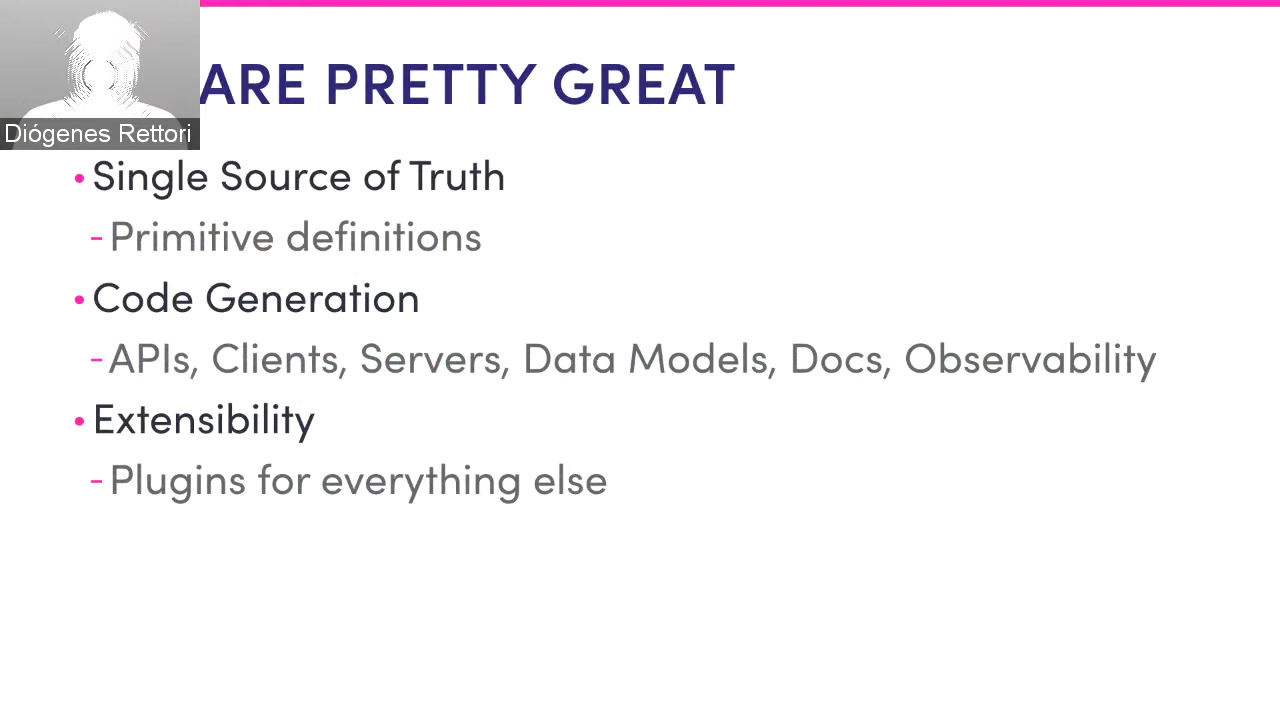 ARE PRETTY GREAT
Diógenes Rettori
• Single Source of Truth
- Primitive definitions
• Code Generation
- APIs, Clients, Servers, Data Models, Docs, Observability
• Extensibility
- Plugins for everything else